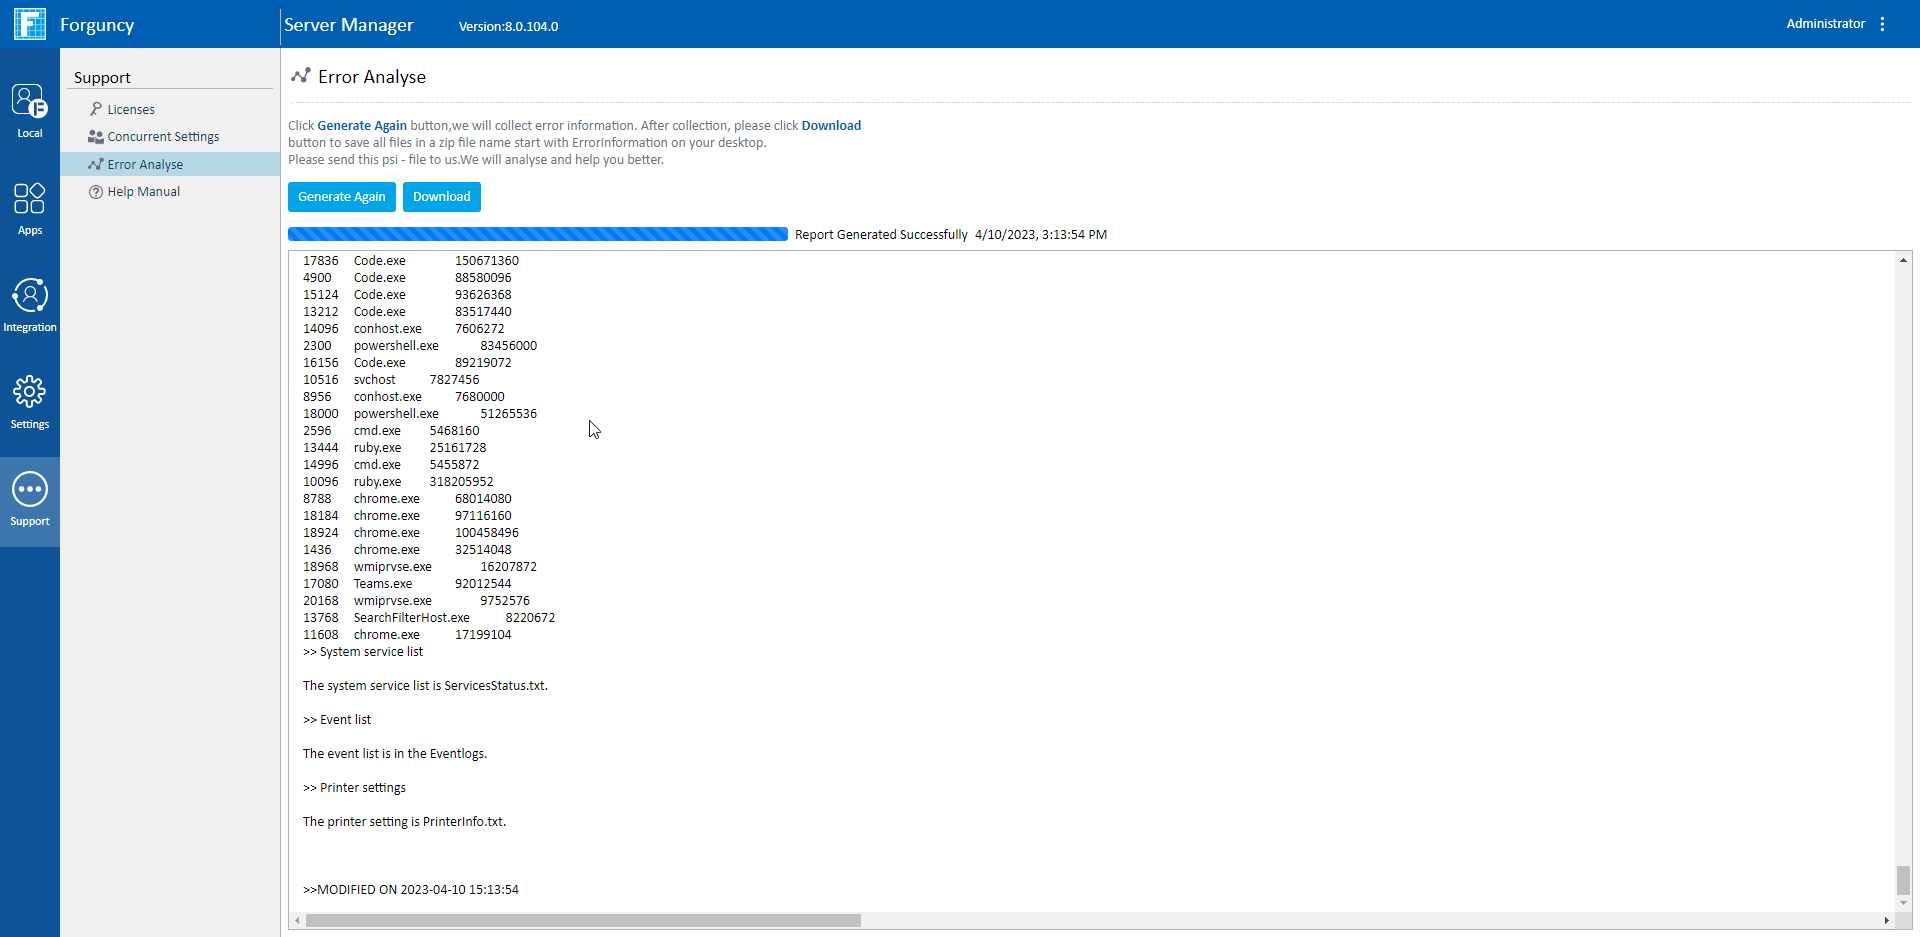 Forguncy
Server Manager
Version:8.0.104.0
Administrator
Local
Apps
Integration
Settings
Support
Support
Licenses
Concurrent Settings
Error Analyse
Help Manual
Error Analyse
Click Generate Again button,we will collect error information. After collection, please click Download
button to save all files in a zip file name start with ErrorInformation on your desktop.
Please send this psi - file to us.We will analyse and help you better.
Generate Again
Download
Report Generated Successfully 4/10/2023, 3:13:54 PM
17836 Code.exe 150671360
4900 Code.exe 88580096
15124 Code.exe 93626368
13212 Code.exe 83517440
14096 conhost.exe 7606272
2300 powershell.exe 83456000
16156 Code.exe 89219072
10516 svchost 7827456
8956 conhost.exe 7680000
18000 powershell.exe 51265536
2596 cmd.exe 5468160
13444 ruby.exe 25161728
14996 cmd.exe 5455872
10096 ruby.exe 318205952
8788 chrome.exe 68014080
18184 chrome.exe 97116160
18924 chrome.exe 100458496
1436 chrome.exe 32514048
18968 wmiprvse.exe 16207872
17080 Teams.exe 92012544
20168 wmiprvse.exe 9752576
13768 SearchFilterHost.exe 8220672
11608 chrome.exe 17199104
>> System service list
The system service list is ServicesStatus.txt.
>> Event list
The event list is in the Eventlogs.
>> Printer settings
The printer setting is PrinterInfo.txt.
>>MODIFIED ON 2023-04-10 15:13:54